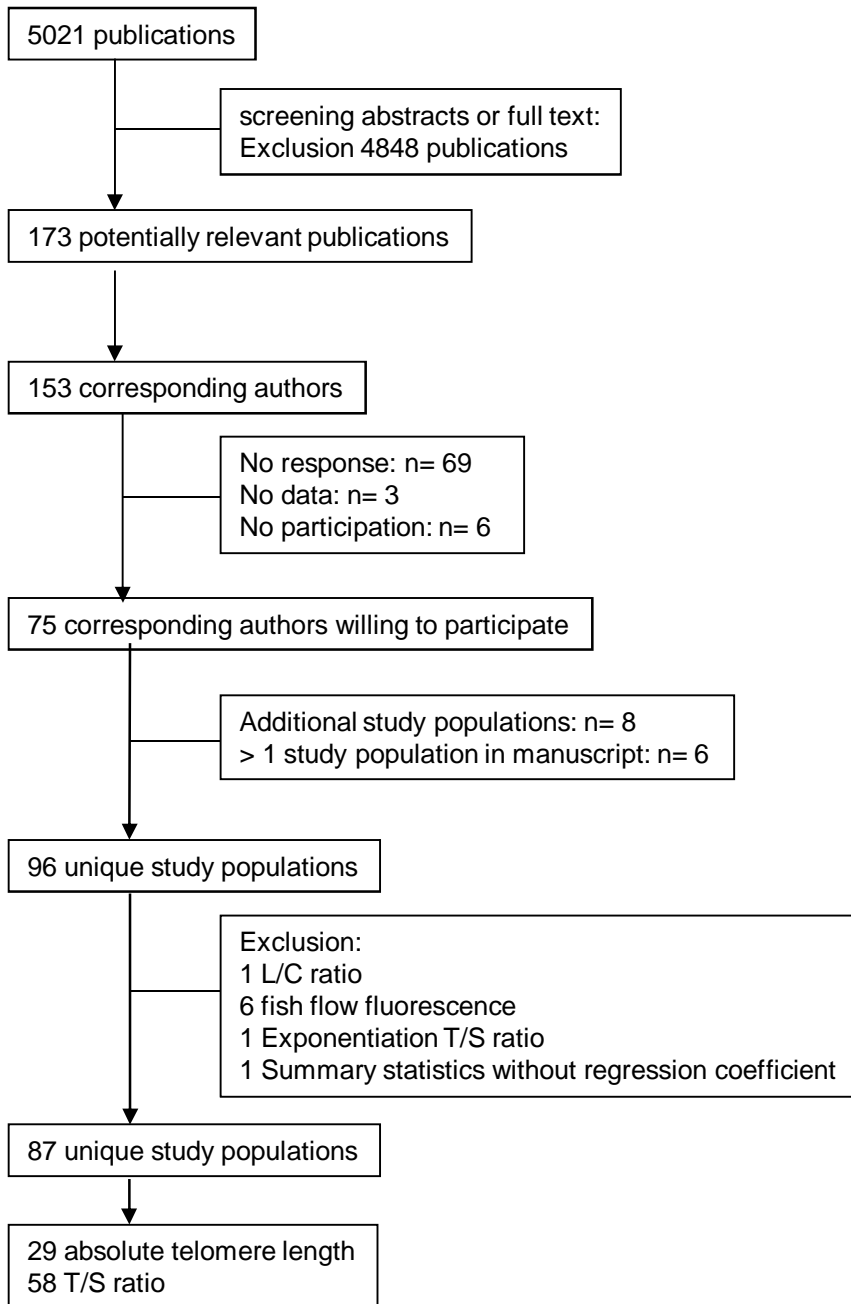 5021 publications
screening abstracts or full text:
Exclusion 4848 publications
173 potentially relevant publications
153 corresponding authors
No response: n= 69
No data: n= 3
No participation: n= 6
75 corresponding authors willing to participate
Additional study populations: n= 8
> 1 study population in manuscript: n= 6
96 unique study populations
Exclusion:
1 L/C ratio
6 fish flow fluorescence
1 Exponentiation T/S ratio
1 Summary statistics without regression coefficient
87 unique study populations
29 absolute telomere length
58 T/S ratio